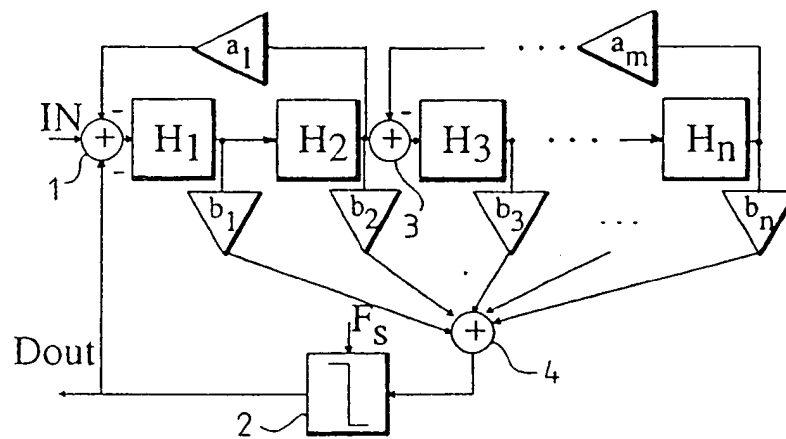 a1 am
IN - - H1 H2 - H3 ... Hn
1 -
b1 b2 3 b3 ... bn
Fs
Dout 4
2